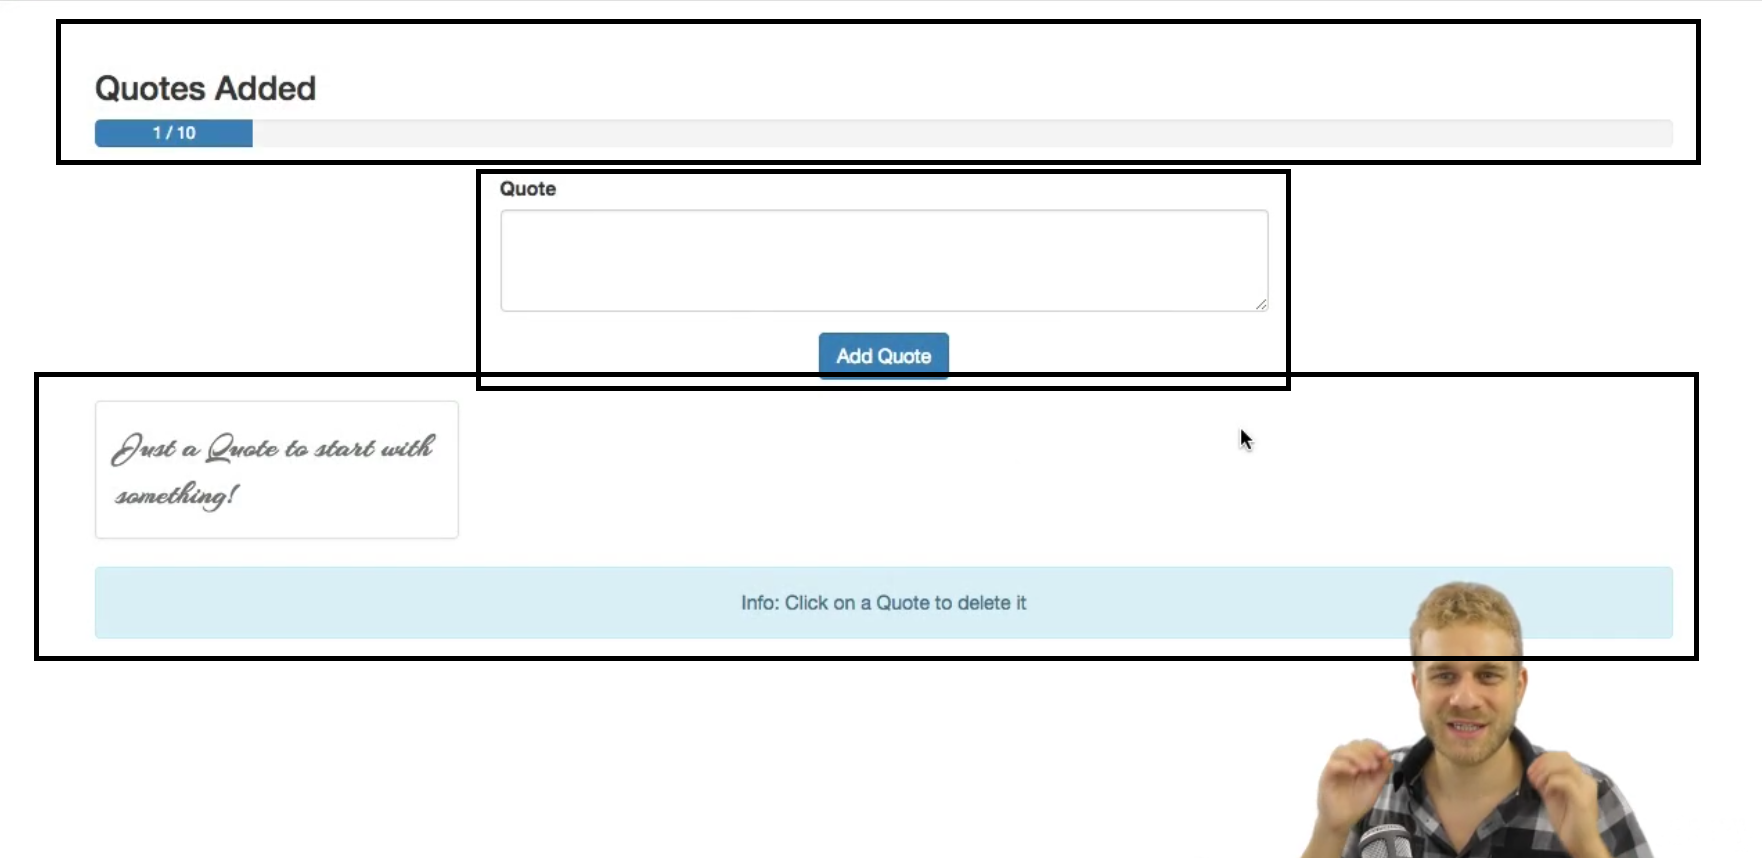 Quotes Added
1 / 10
Quote
Add Quote
Just a Quote to start with
something!
Info: Click on a Quote to delete it